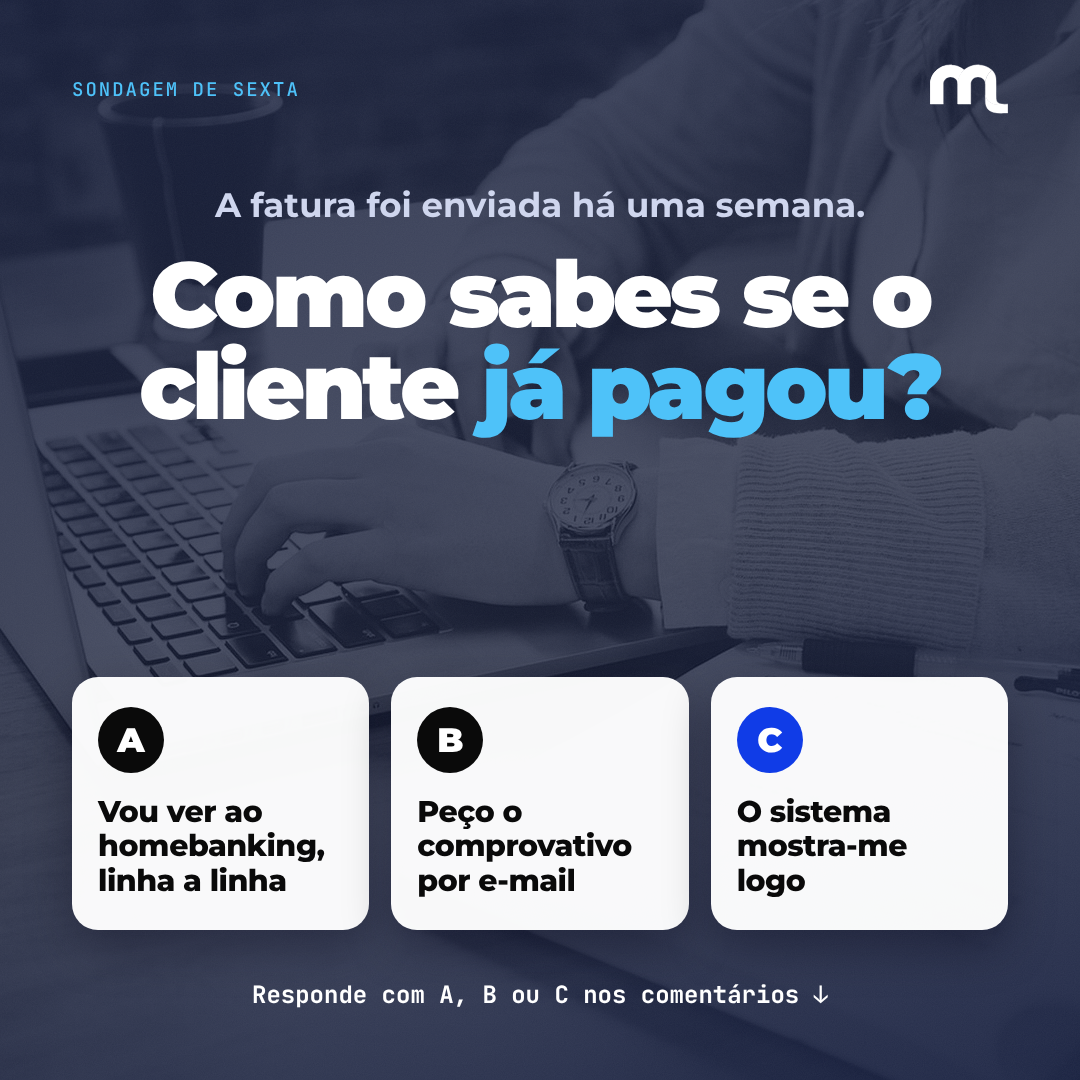 SONDAGEM DE SEXTA
m
A fatura foi enviada há uma semana.
Como sabes se o
cliente já pagou?
A
Vou ver ao
homebanking,
linha a linha
B
Peço o
comprovativo
por e-mail
C
O sistema
mostra-me
logo
Responde com A, B ou C nos comentários ↓